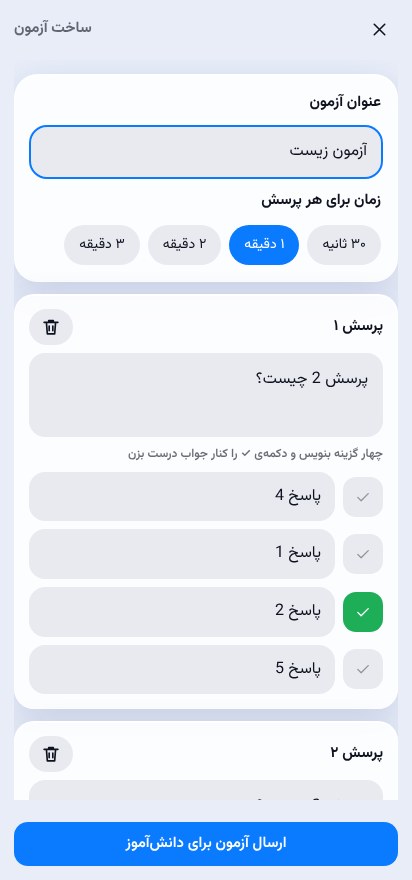 ساخت آزمون
عنوان آزمون
آزمون زیست
زمان برای هر پرسش
۳۰ ثانیه
۱ دقیقه
۲ دقیقه
۳ دقیقه
پرسش ۱
پرسش 2 چیست؟
چهار گزینه بنویس و دکمه‌ی ✓ را کنار جواب درست بزن
پاسخ 4
پاسخ 1
پاسخ 2
پاسخ 5
پرسش ۲
ارسال آزمون برای دانش‌آموز